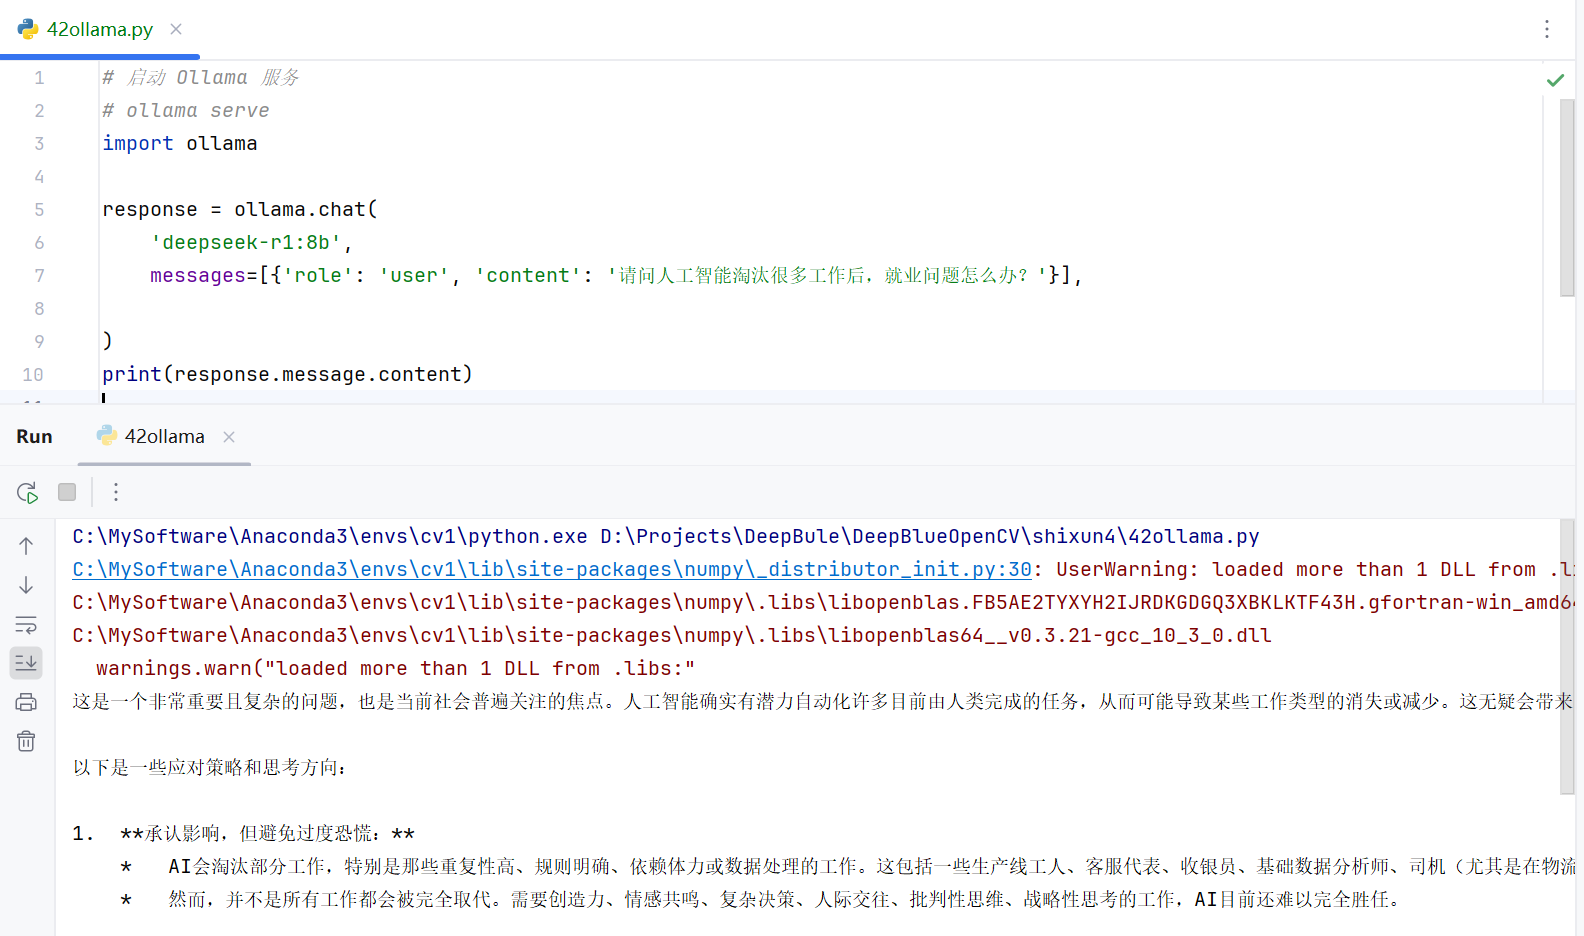 42ollama.py
1 # 启动 Ollama 服务
2 # ollama serve
3 import ollama
4
5 response = ollama.chat(
6 'deepseek-r1:8b',
7 messages=[{'role': 'user', 'content': '请问人工智能淘汰很多工作后，就业问题怎么办？'}],
8
9 )
10 print(response.message.content)
Run 42ollama
C:\MySoftware\Anaconda3\envs\cv1\python.exe D:\Projects\DeepBule\DeepBlueOpenCV\shixun4\42ollama.py
C:\MySoftware\Anaconda3\envs\cv1\lib\site-packages\numpy\_distributor_init.py:30: UserWarning: loaded more than 1 DLL from .li
C:\MySoftware\Anaconda3\envs\cv1\lib\site-packages\numpy\.libs\libopenblas.FB5AE2TYXYH2IJRDKGDGQ3XBKLKTF43H.gfortran-win_amd64
C:\MySoftware\Anaconda3\envs\cv1\lib\site-packages\numpy\.libs\libopenblas64__v0.3.21-gcc_10_3_0.dll
warnings.warn("loaded more than 1 DLL from .libs:"
这是一个非常重要且复杂的问题，也是当前社会普遍关注的焦点。人工智能确实有潜力自动化许多目前由人类完成的任务，从而可能导致某些工作类型的消失或减少。这无疑会带来
以下是一些应对策略和思考方向：
1. **承认影响，但避免过度恐慌：**
* AI会淘汰部分工作，特别是那些重复性高、规则明确、依赖体力或数据处理的工作。这包括一些生产线工人、客服代表、收银员、基础数据分析师、司机（尤其是在物流
* 然而，并不是所有工作都会被完全取代。需要创造力、情感共鸣、复杂决策、人际交往、批判性思维、战略性思考的工作，AI目前还难以完全胜任。